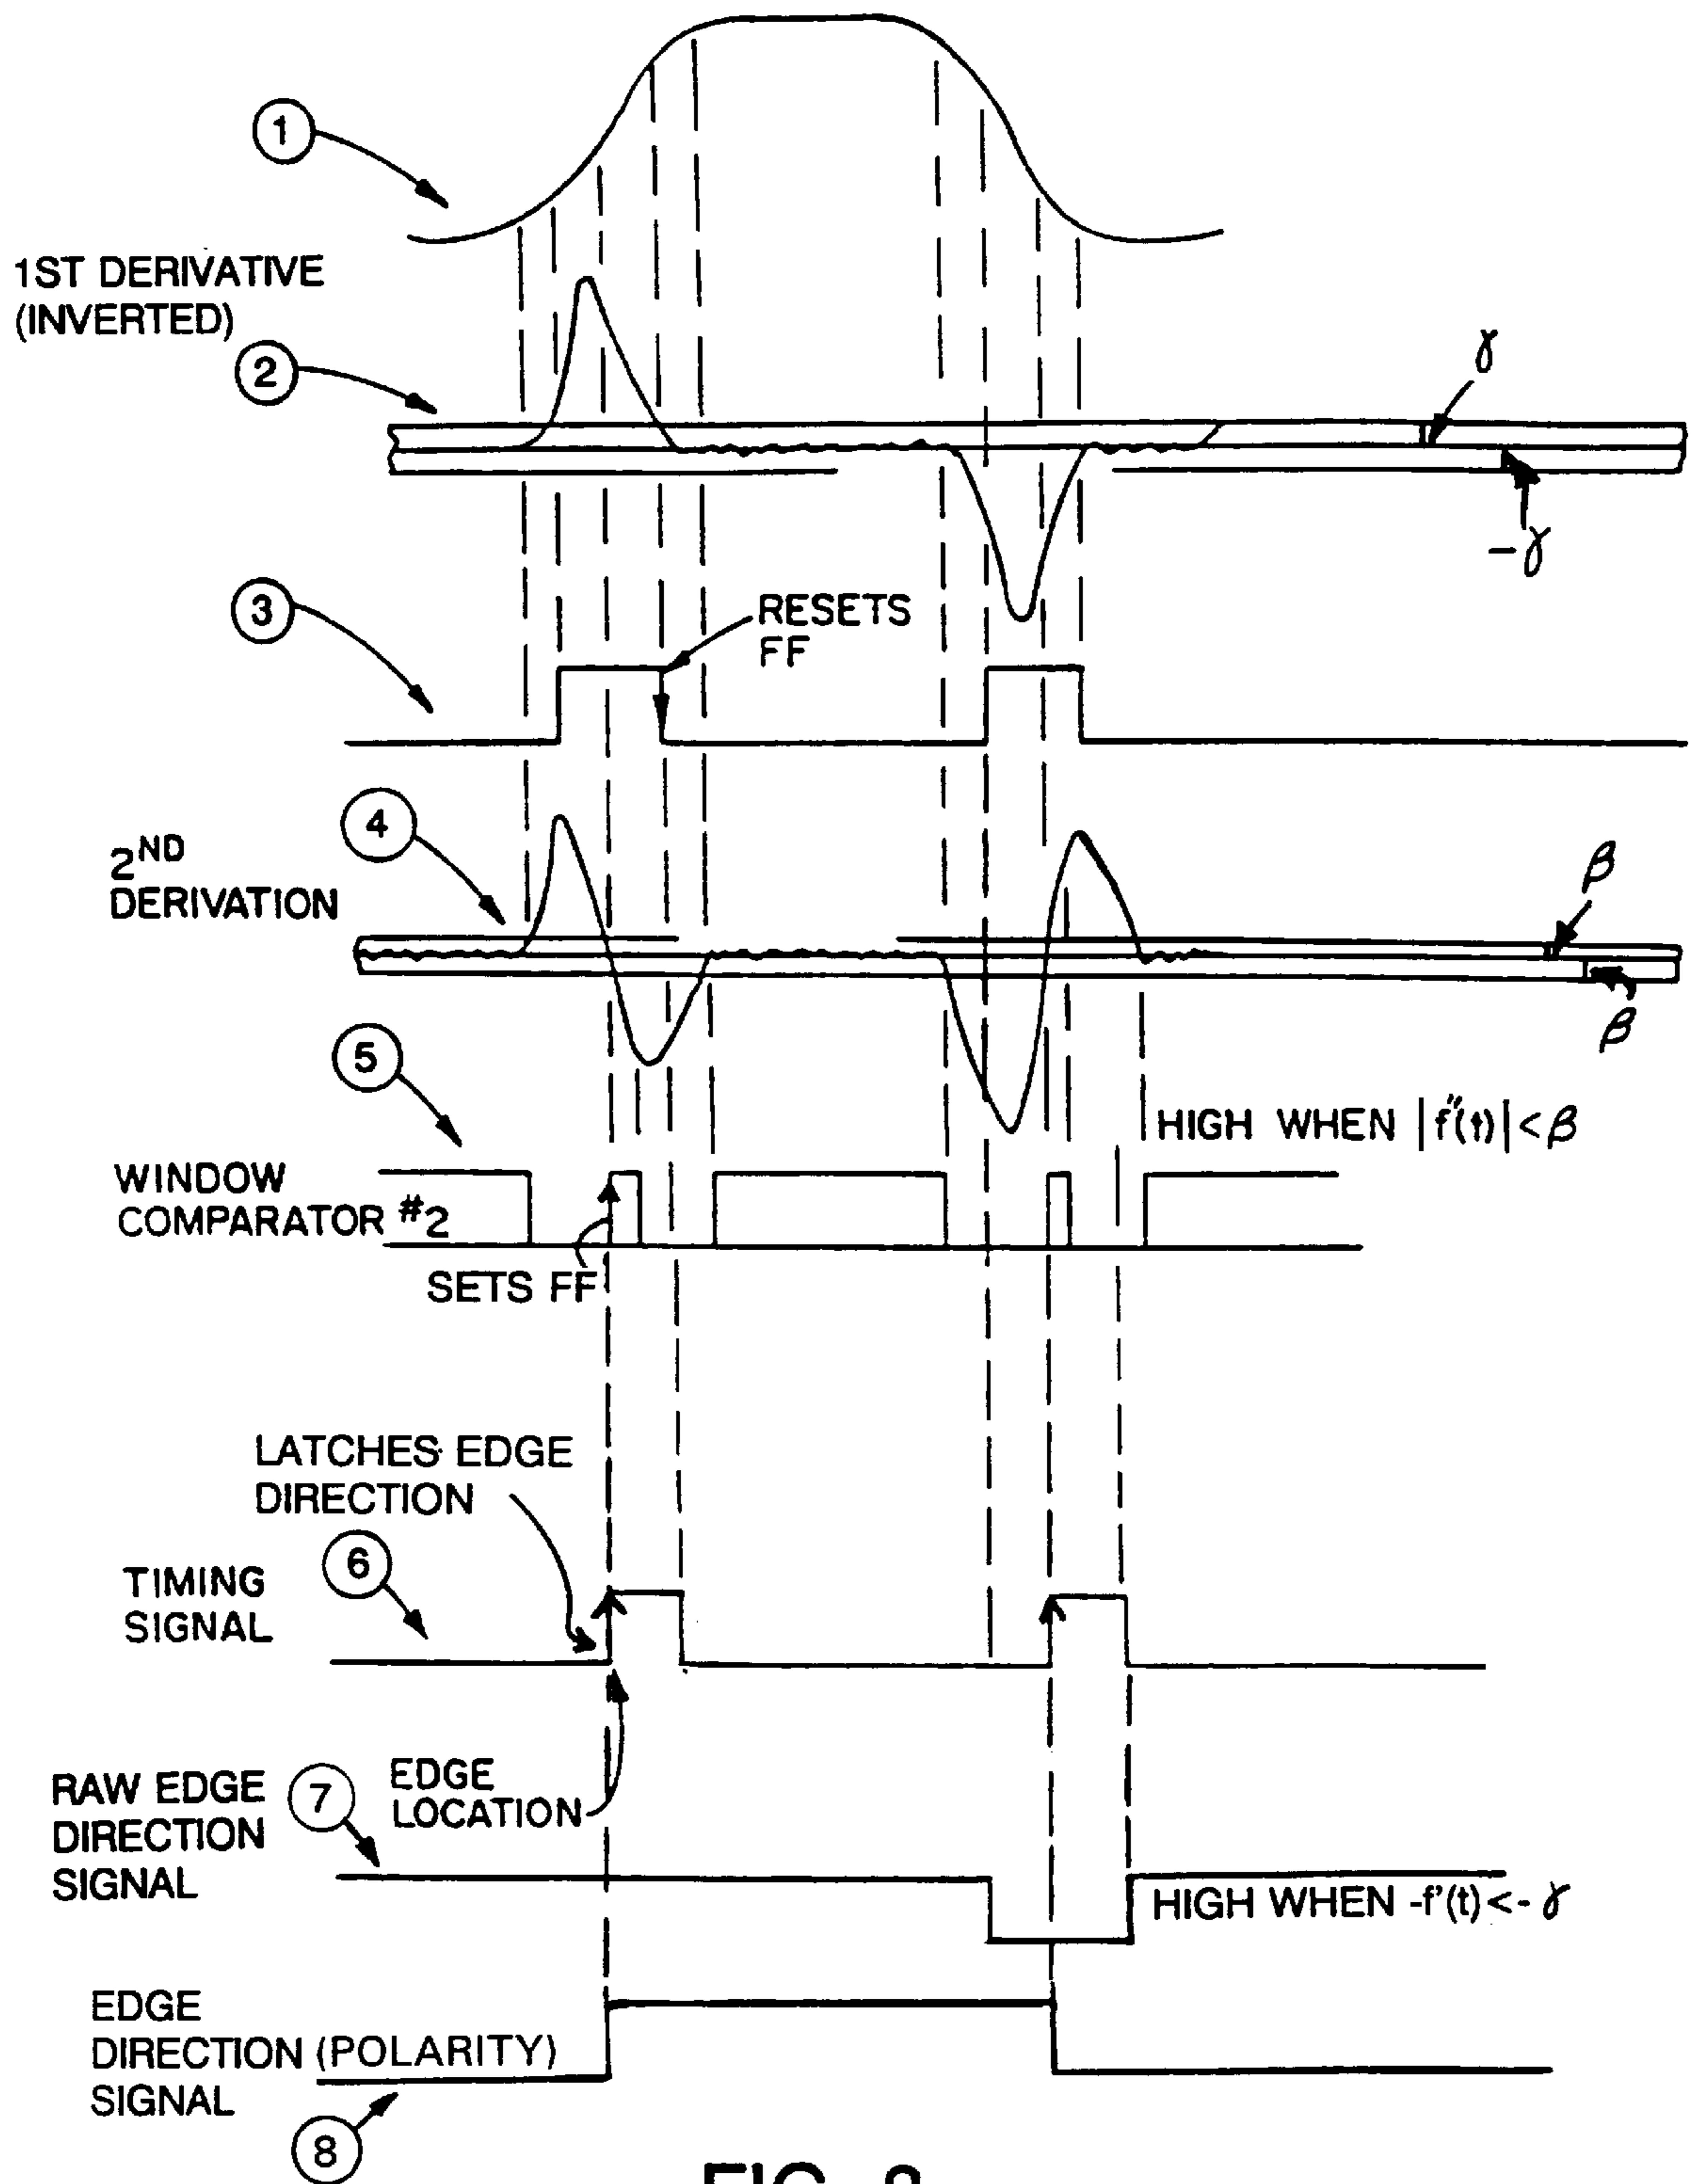 1
1ST DERIVATIVE
(INVERTED)
2
γ
-γ
3
RESETS
FF
4
2ND
DERIVATION
β
β
5
HIGH WHEN |f"(t)|<β
WINDOW
COMPARATOR #2
SETS FF
LATCHES EDGE
DIRECTION
6
TIMING
SIGNAL
EDGE
LOCATION
7
RAW EDGE
DIRECTION
SIGNAL
HIGH WHEN -f'(t)<-γ
EDGE
DIRECTION (POLARITY)
SIGNAL
8
FIG.